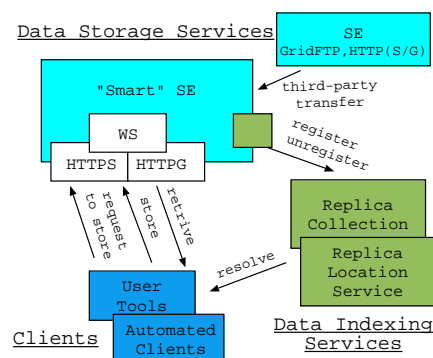 Data Storage Services
SE
GridFTP,HTTP(S/G)
"Smart" SE
third-party
transfer
WS
HTTPS
HTTPG
register
unregister
request
to store
store
retrive
Replica
Collection
Replica
Location
Service
resolve
User
Tools
Automated
Clients
Clients
Data Indexing
Services